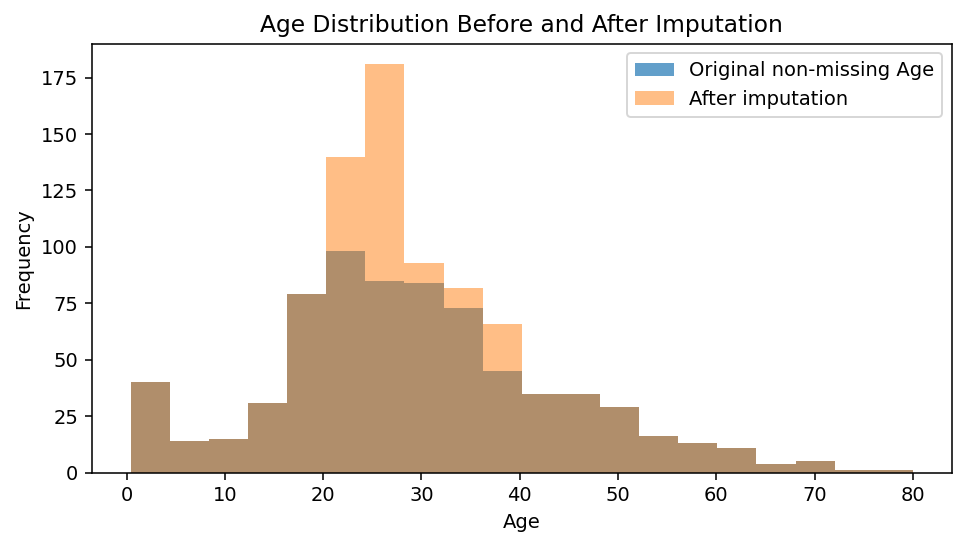 Age Distribution Before and After Imputation
Original non-missing Age
After imputation
Frequency
175
150
125
100
75
50
25
0
0 10 20 30 40 50 60 70 80
Age